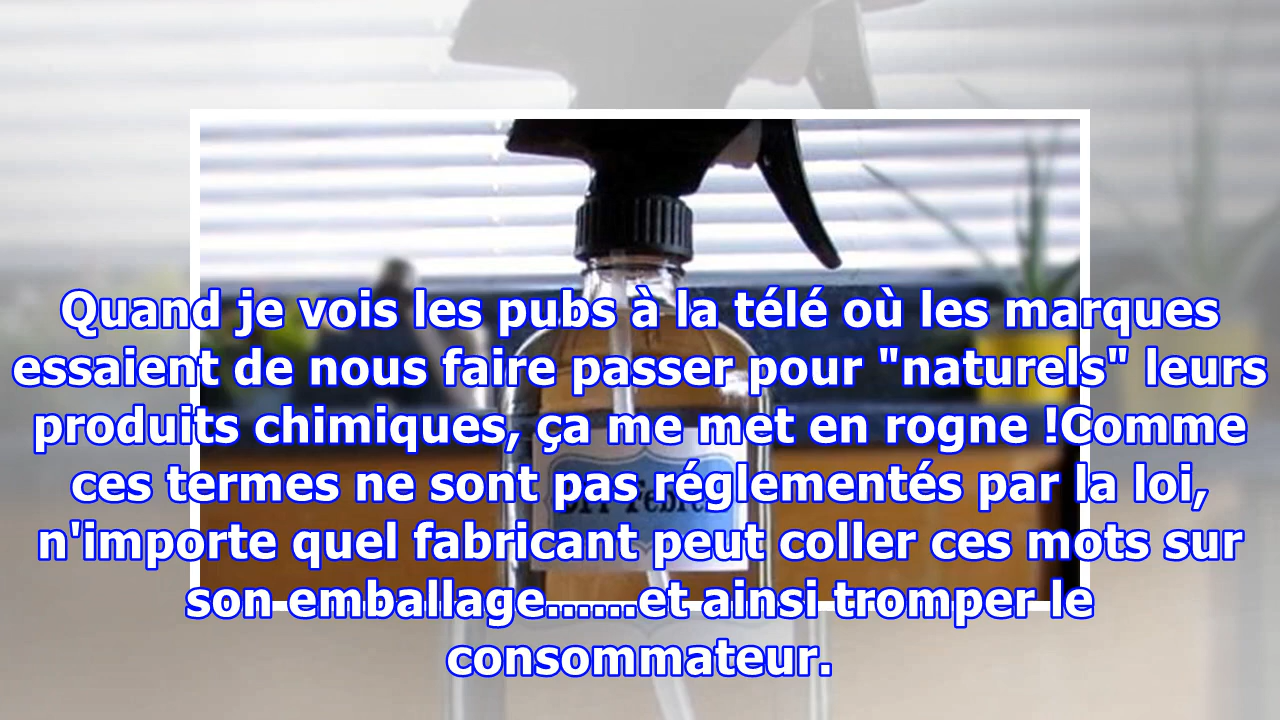 Quand je vois les pubs à la télé où les marques
essaient de nous faire passer pour "naturels" leurs
produits chimiques, ça me met en rogne !Comme
ces termes ne sont pas réglementés par la loi,
n'importe quel fabricant peut coller ces mots sur
son emballage......et ainsi tromper le
consommateur.